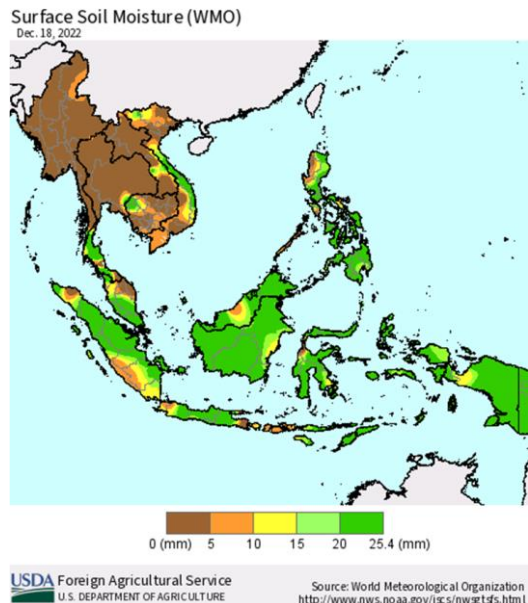 Surface Soil Moisture (WMO)
Dec. 18, 2022
0 (mm) 5 10 15 20 25.4 (mm)
USDA Foreign Agricultural Service
U.S. DEPARTMENT OF AGRICULTURE
Source: World Meteorological Organization